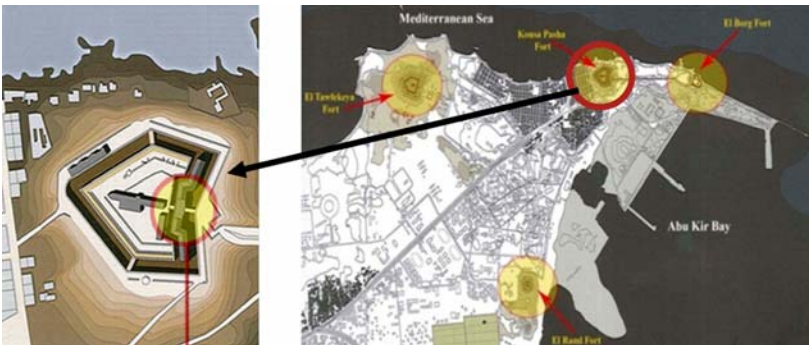 Mediterranean Sea
Kousa Pasha
Fort
El Borg Fort
El Tawfekeya
Fort
Abu Kir Bay
El Raml Fort